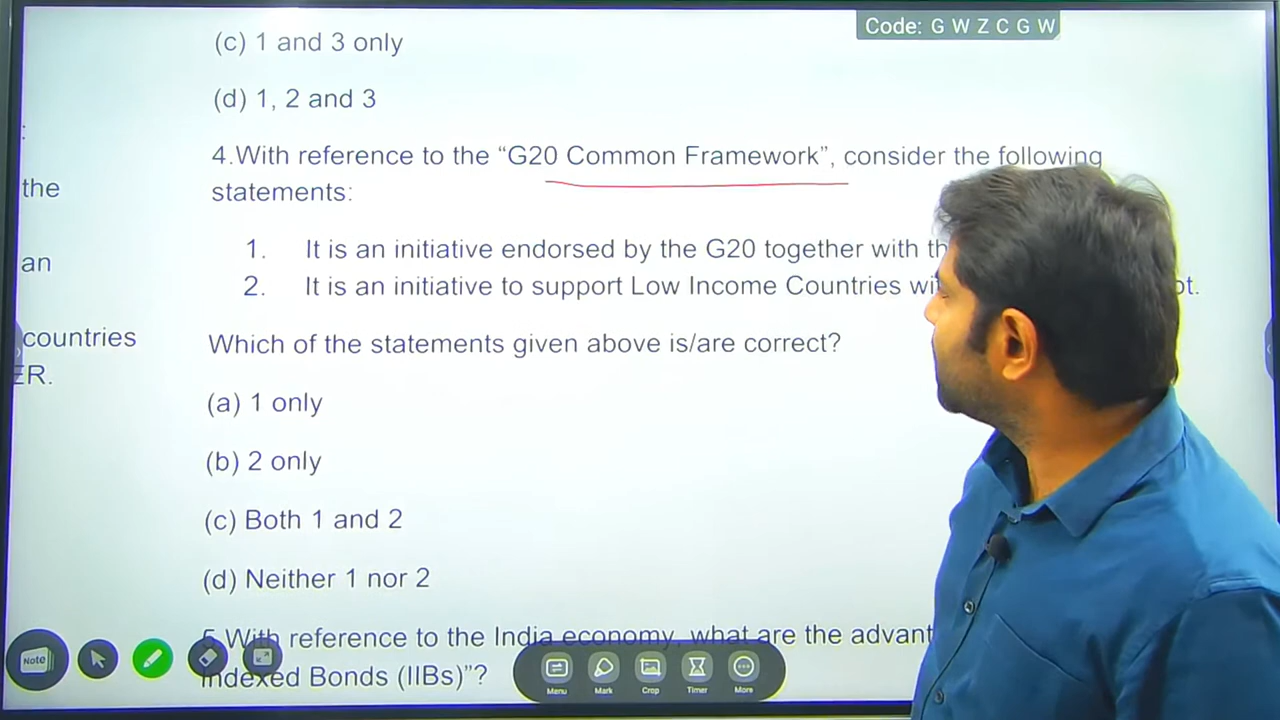 Code: G W Z C G W
(c) 1 and 3 only
(d) 1, 2 and 3
:
4.With reference to the “G20 Common Framework”, consider the following
the
statements:
1. It is an initiative endorsed by the G20 together with
an
2. It is an initiative to support Low Income Countries
countries
Which of the statements given above is/are correct?
ER.
(a) 1 only
(b) 2 only
(c) Both 1 and 2
(d) Neither 1 nor 2
5.With reference to the India economy, what are the
Indexed Bonds (IIBs)”?
Note
Menu
Mark
Crop
Timer
More